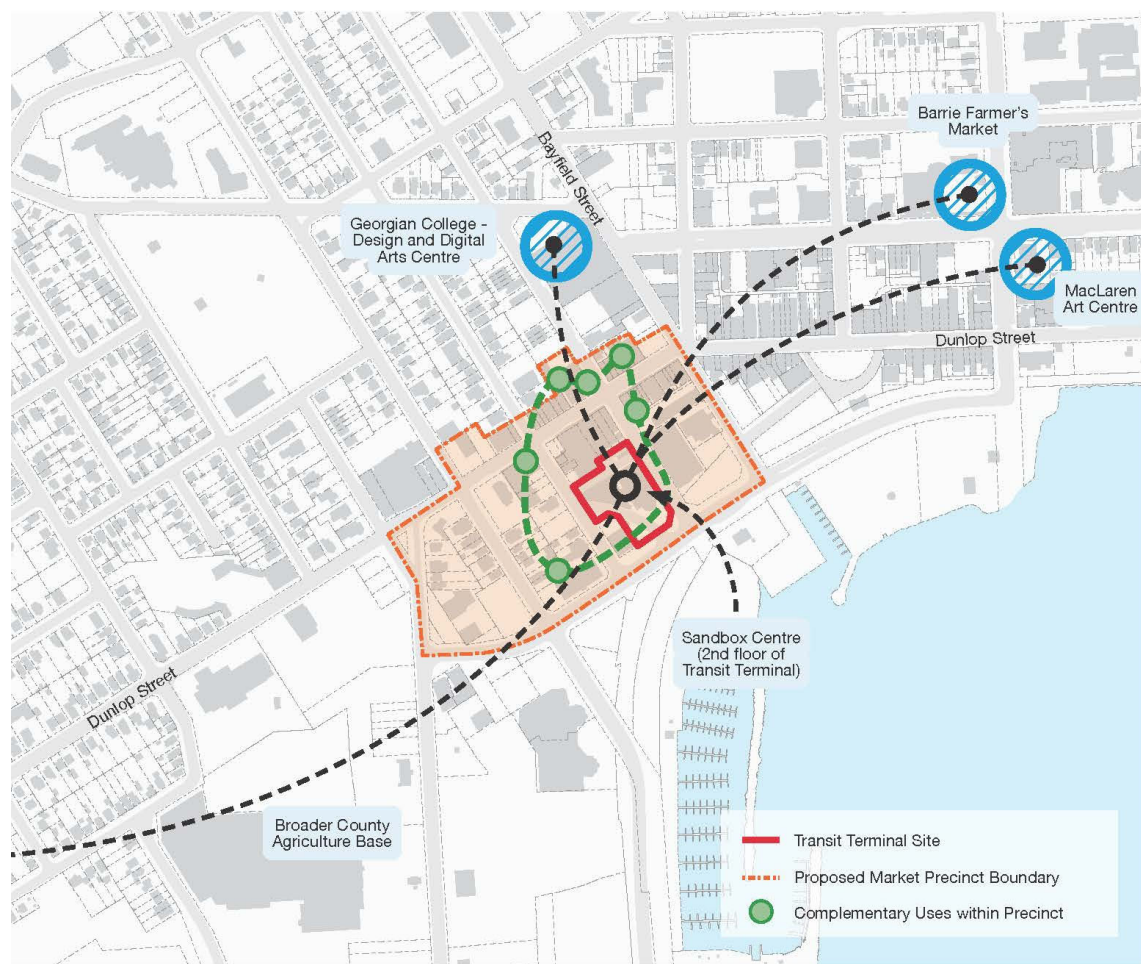 Barrie Farmer's
Market
Bayfield Street
Georgian College -
Design and Digital
Arts Centre
MacLaren
Art Centre
Dunlop Street
Sandbox Centre
(2nd floor of
Transit Terminal)
Dunlop Street
Broader County
Agriculture Base
Transit Terminal Site
Proposed Market Precinct Boundary
Complementary Uses within Precinct